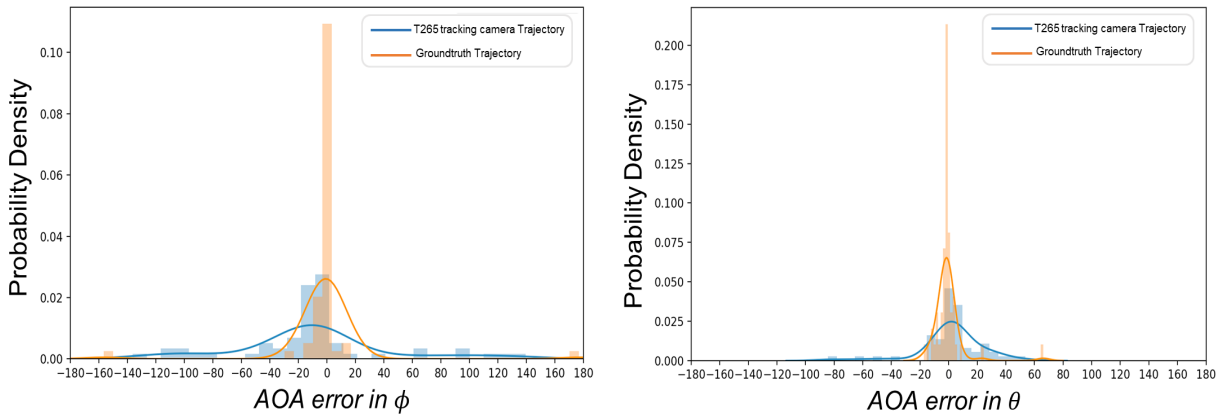 T265 tracking camera Trajectory
Groundtruth Trajectory
0.10
0.08
0.06
0.04
0.02
0.00
Probability Density
−180 −160 −140 −120 −100 −80 −60 −40 −20 0 20 40 60 80 100 120 140 160 180
AOA error in ϕ
T265 tracking camera Trajectory
Groundtruth Trajectory
0.200
0.175
0.150
0.125
0.100
0.075
0.050
0.025
0.000
Probability Density
−180 −160 −140 −120 −100 −80 −60 −40 −20 0 20 40 60 80 100 120 140 160 180
AOA error in θ